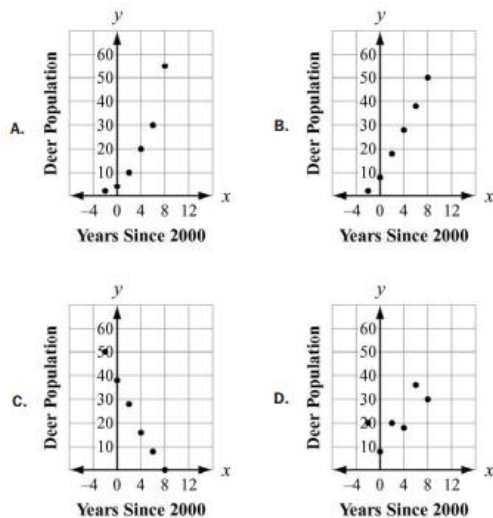 y
60
50
40
30
20
10
-4 0 4 8 12
x
Deer Population
Years Since 2000
A.
y
60
50
40
30
20
10
-4 0 4 8 12
x
Deer Population
Years Since 2000
B.
y
60
50
40
30
20
10
-4 0 4 8 12
x
Deer Population
Years Since 2000
C.
y
60
50
40
30
20
10
-4 0 4 8 12
x
Deer Population
Years Since 2000
D.